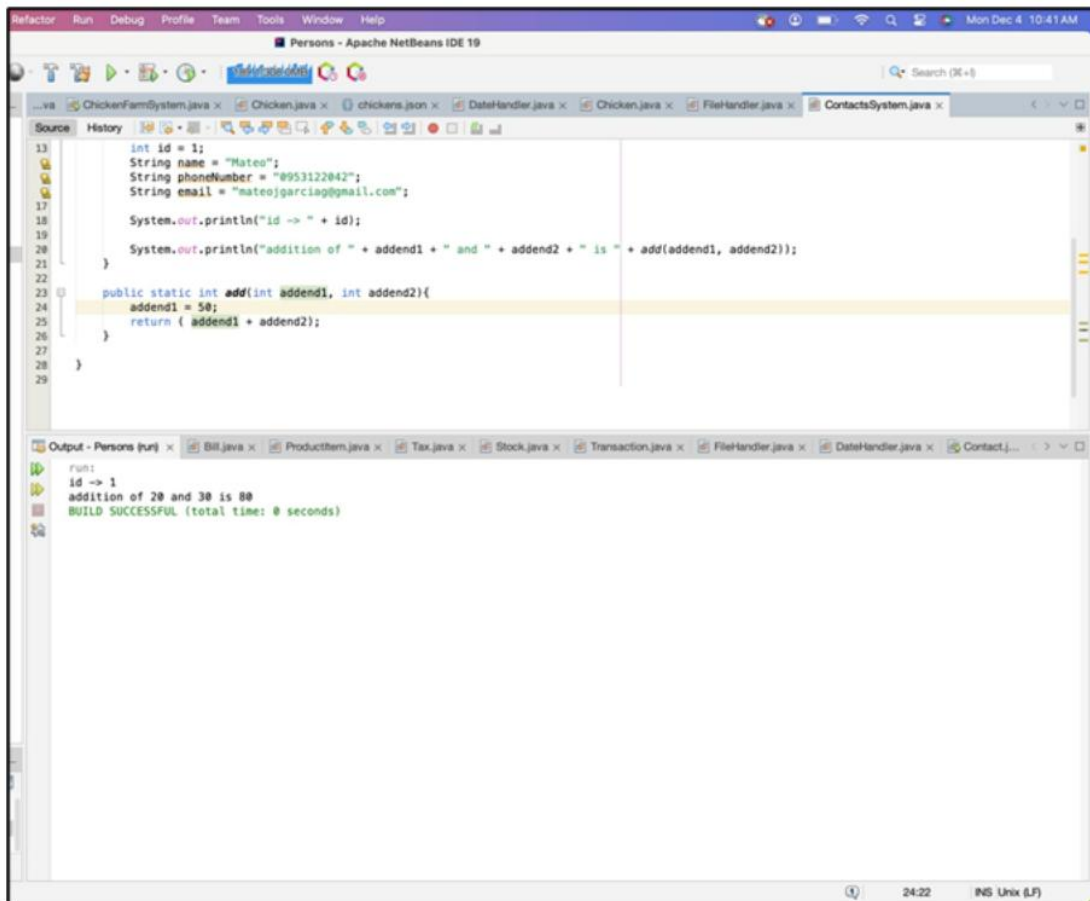 Refactor Run Debug Profile Team Tools Window Help Mon Dec 4 10:41 AM
Persons - Apache NetBeans IDE 19
Search (⌘+I)
...va ChickenFarmSystem.java × Chicken.java × chickens.json × DateHandler.java × Chicken.java × FileHandler.java × ContactsSystem.java ×
Source History
13 int id = 1;
String name = "Mateo";
String phoneNumber = "0953122042";
String email = "mateojgarciag@gmail.com";
17
18 System.out.println("id -> " + id);
19
20 System.out.println("addition of " + addend1 + " and " + addend2 + " is " + add(addend1, addend2));
21 }
22
23 public static int add(int addend1, int addend2){
24 addend1 = 50;
25 return ( addend1 + addend2);
26 }
27
28 }
29
Output - Persons (run) × Bill.java × ProductItem.java × Tax.java × Stock.java × Transaction.java × FileHandler.java × DateHandler.java × Contact.j...
run:
id -> 1
addition of 20 and 30 is 80
BUILD SUCCESSFUL (total time: 0 seconds)
24:22 INS Unix (LF)